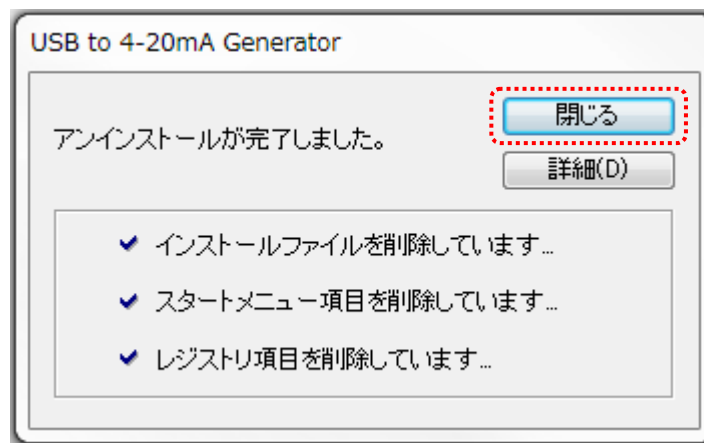 USB to 4-20mA Generator
閉じる
アンインストールが完了しました。
詳細(D)
インストールファイルを削除しています...
スタートメニュー項目を削除しています...
レジストリ項目を削除しています...